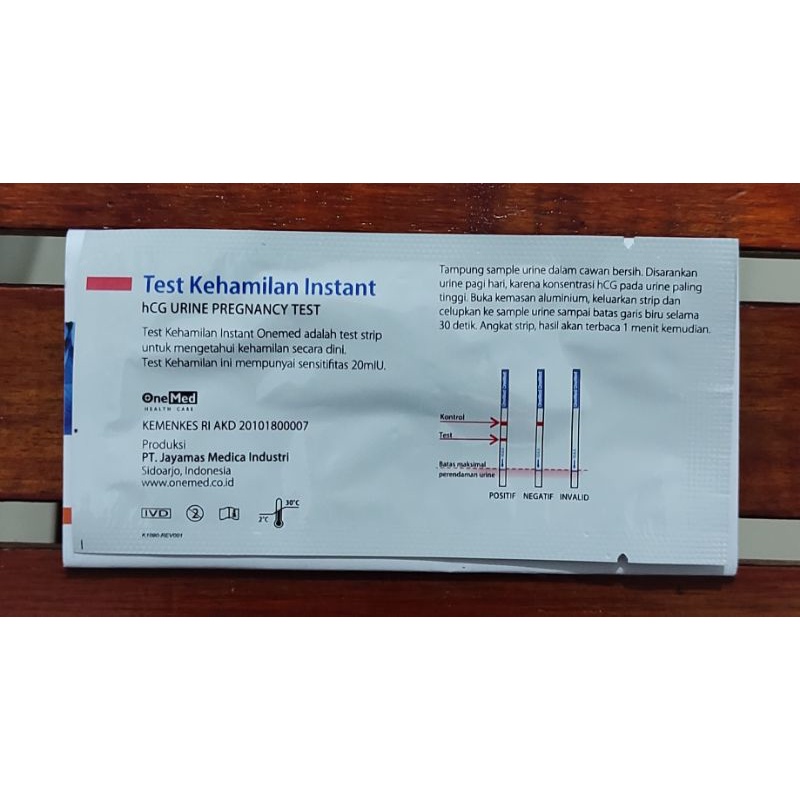 Test Kehamilan Instant
hCG URINE PREGNANCY TEST
Test Kehamilan Instant Onemed adalah test strip
untuk mengetahui kehamilan secara dini.
Test Kehamilan ini mempunyai sensitifitas 20mIU.
OneMed
HEALTH CARE
KEMENKES RI AKD 20101800007
Produksi
PT. Jayamas Medica Industri
Sidoarjo, Indonesia
www.onemed.co.id
IVD
2
2°C
30°C
Tampung sample urine dalam cawan bersih. Disarankan
urine pagi hari, karena konsentrasi hCG pada urine paling
tinggi. Buka kemasan aluminium, keluarkan strip dan
celupkan ke sample urine sampai batas garis biru selama
30 detik. Angkat strip, hasil akan terbaca 1 menit kemudian.
Kontrol
Test
Batas maksimal
perendaman urine
POSITIF NEGATIF INVALID